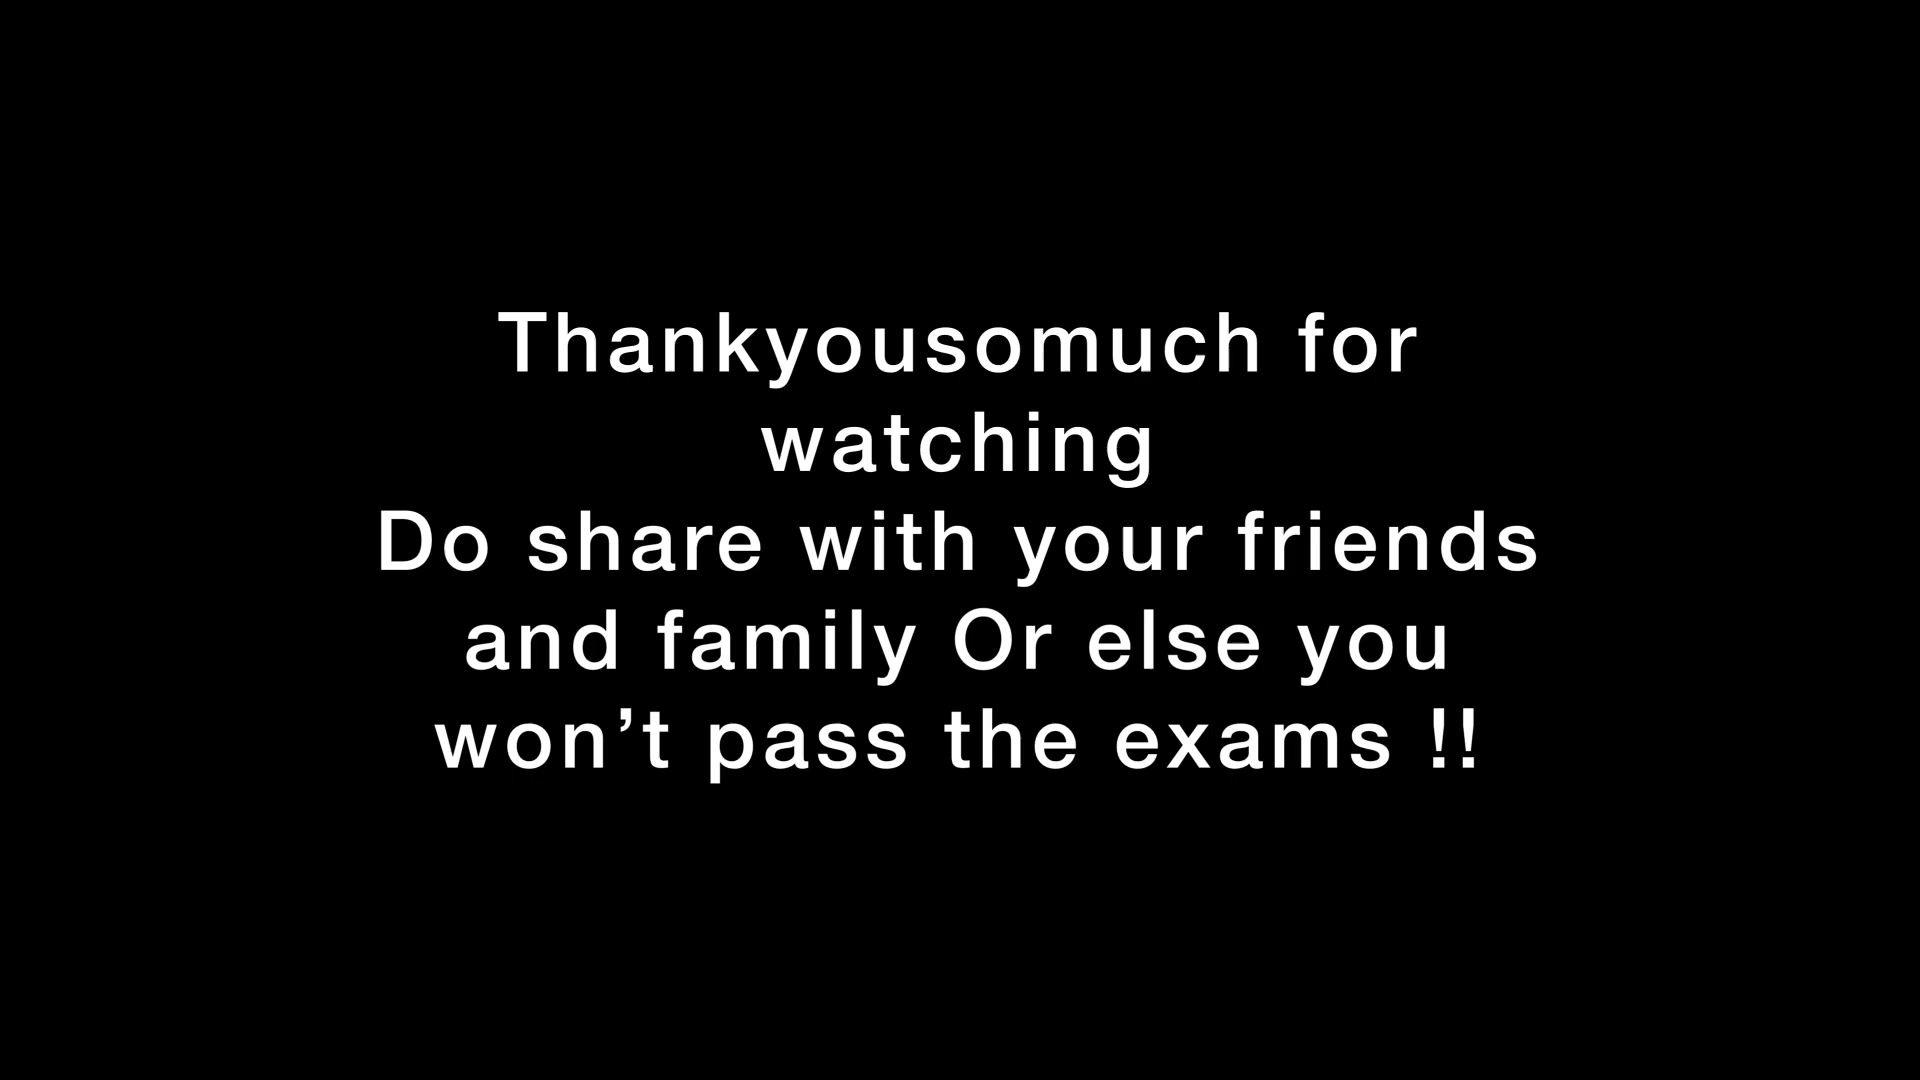 Thankyousomuch for
watching
Do share with your friends
and family Or else you
won’t pass the exams !!